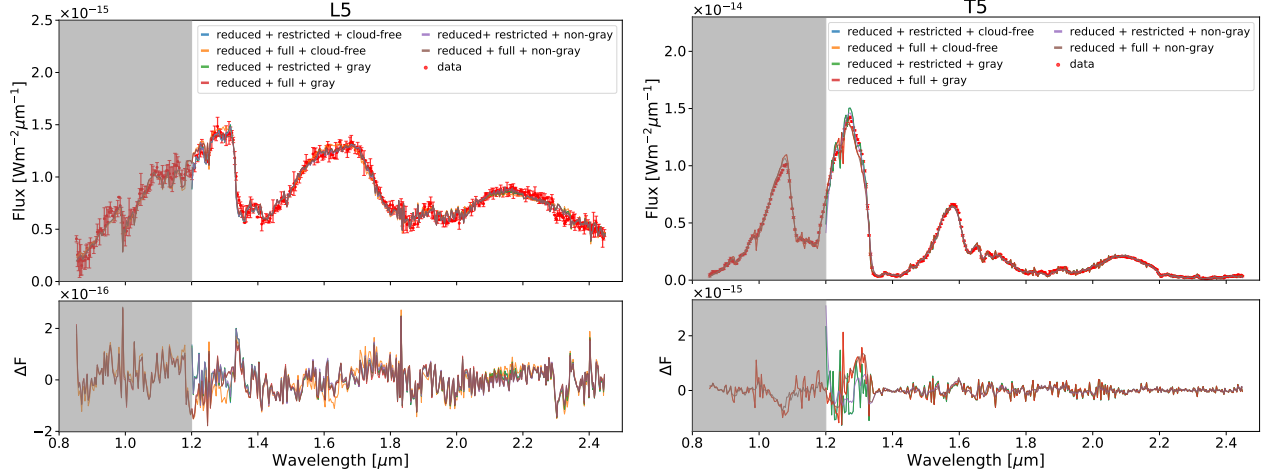 L5
×10⁻¹⁵
2.5
2.0
1.5
1.0
0.5
0.0
Flux [Wm⁻²μm⁻¹]
reduced + restricted + cloud-free
reduced + full + cloud-free
reduced + restricted + gray
reduced + full + gray
reduced+ restricted + non-gray
reduced + full + non-gray
data
×10⁻¹⁶
2
0
−2
ΔF
0.8 1.0 1.2 1.4 1.6 1.8 2.0 2.2 2.4
Wavelength [μm]
T5
×10⁻¹⁴
2.0
1.5
1.0
0.5
0.0
Flux [Wm⁻²μm⁻¹]
reduced + restricted + cloud-free
reduced + full + cloud-free
reduced + restricted + gray
reduced + full + gray
reduced + restricted + non-gray
reduced + full + non-gray
data
×10⁻¹⁵
2
0
ΔF
0.8 1.0 1.2 1.4 1.6 1.8 2.0 2.2 2.4
Wavelength [μm]